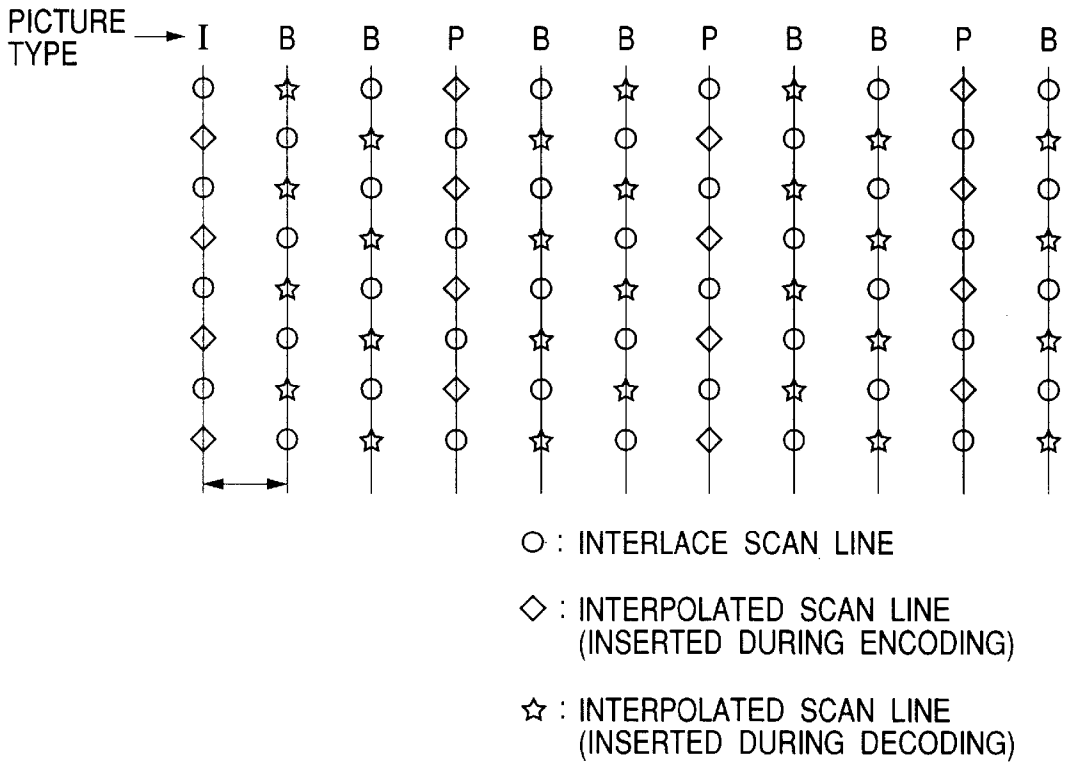 PICTURE TYPE → I B B P B B P B B P B
○ : INTERLACE SCAN LINE
◇ : INTERPOLATED SCAN LINE
(INSERTED DURING ENCODING)
☆ : INTERPOLATED SCAN LINE
(INSERTED DURING DECODING)